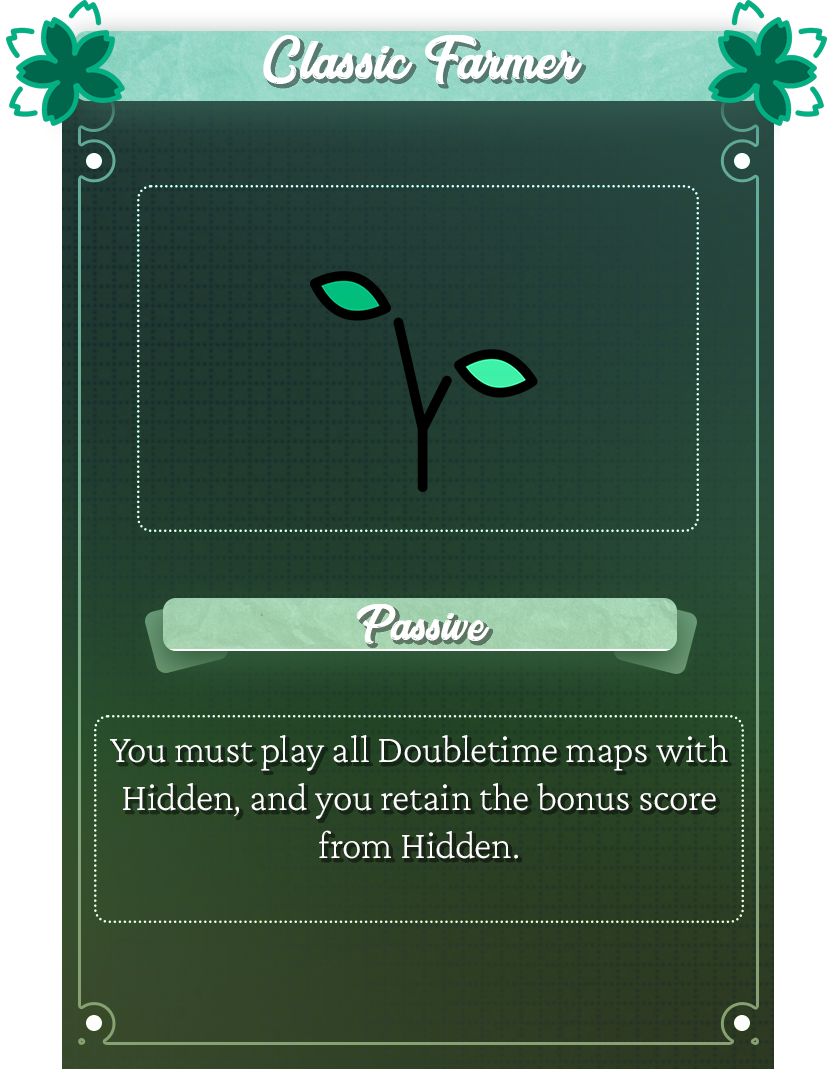 Classic Farmer
Passive
You must play all Doubletime maps with
Hidden, and you retain the bonus score
from Hidden.